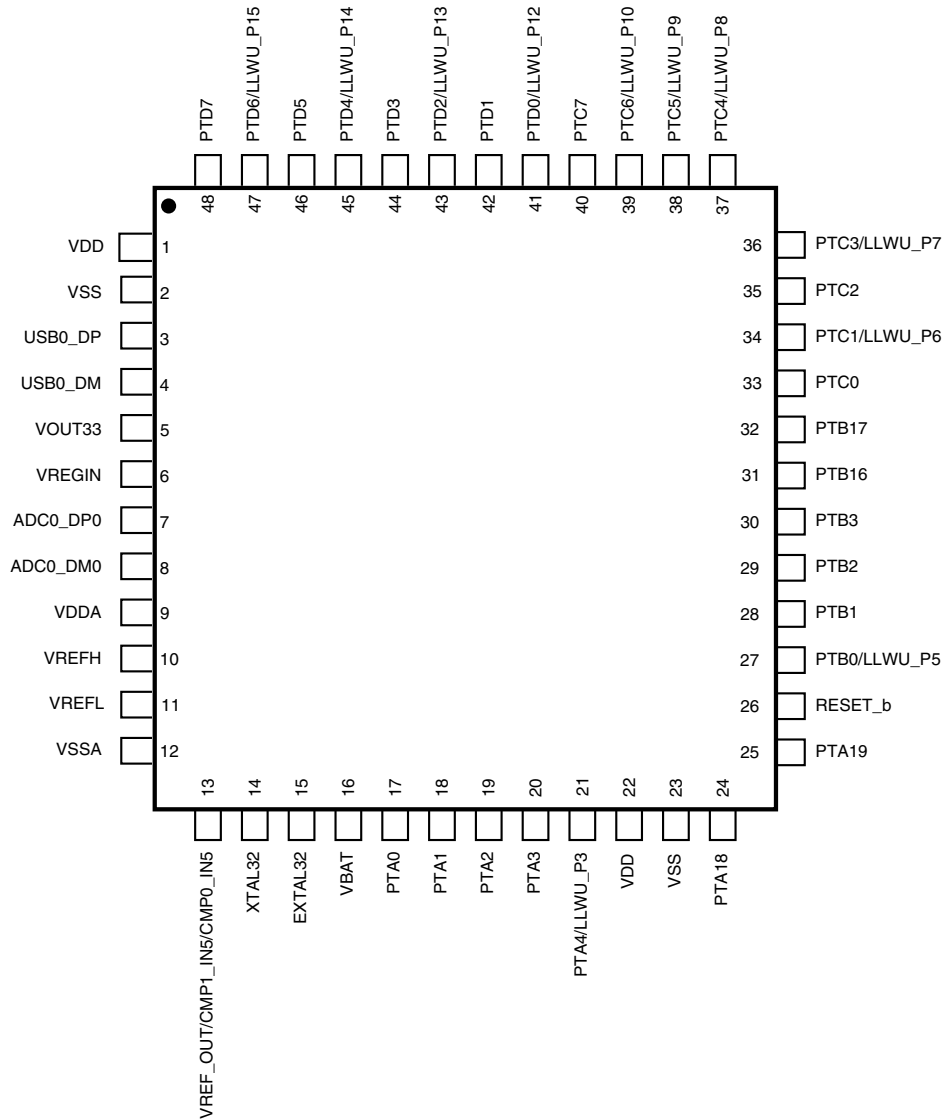 PTD7
PTD6/LLWU_P15
PTD5
PTD4/LLWU_P14
PTD3
PTD2/LLWU_P13
PTD1
PTD0/LLWU_P12
PTC7
PTC6/LLWU_P10
PTC5/LLWU_P9
PTC4/LLWU_P8
48
47
46
45
44
43
42
41
40
39
38
37
VDD 1
VSS 2
USB0_DP 3
USB0_DM 4
VOUT33 5
VREGIN 6
ADC0_DP0 7
ADC0_DM0 8
VDDA 9
VREFH 10
VREFL 11
VSSA 12
36 PTC3/LLWU_P7
35 PTC2
34 PTC1/LLWU_P6
33 PTC0
32 PTB17
31 PTB16
30 PTB3
29 PTB2
28 PTB1
27 PTB0/LLWU_P5
26 RESET_b
25 PTA19
13
14
15
16
17
18
19
20
21
22
23
24
VREF_OUT/CMP1_IN5/CMP0_IN5
XTAL32
EXTAL32
VBAT
PTA0
PTA1
PTA2
PTA3
PTA4/LLWU_P3
VDD
VSS
PTA18